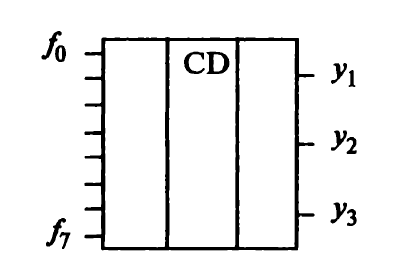 f₀
CD
y₁
y₂
y₃
f₇